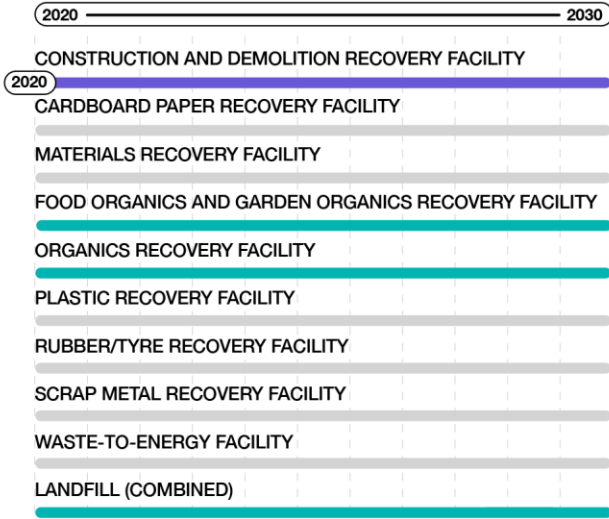 2020 2030
CONSTRUCTION AND DEMOLITION RECOVERY FACILITY
2020
CARDBOARD PAPER RECOVERY FACILITY
MATERIALS RECOVERY FACILITY
FOOD ORGANICS AND GARDEN ORGANICS RECOVERY FACILITY
ORGANICS RECOVERY FACILITY
PLASTIC RECOVERY FACILITY
RUBBER/TYRE RECOVERY FACILITY
SCRAP METAL RECOVERY FACILITY
WASTE-TO-ENERGY FACILITY
LANDFILL (COMBINED)